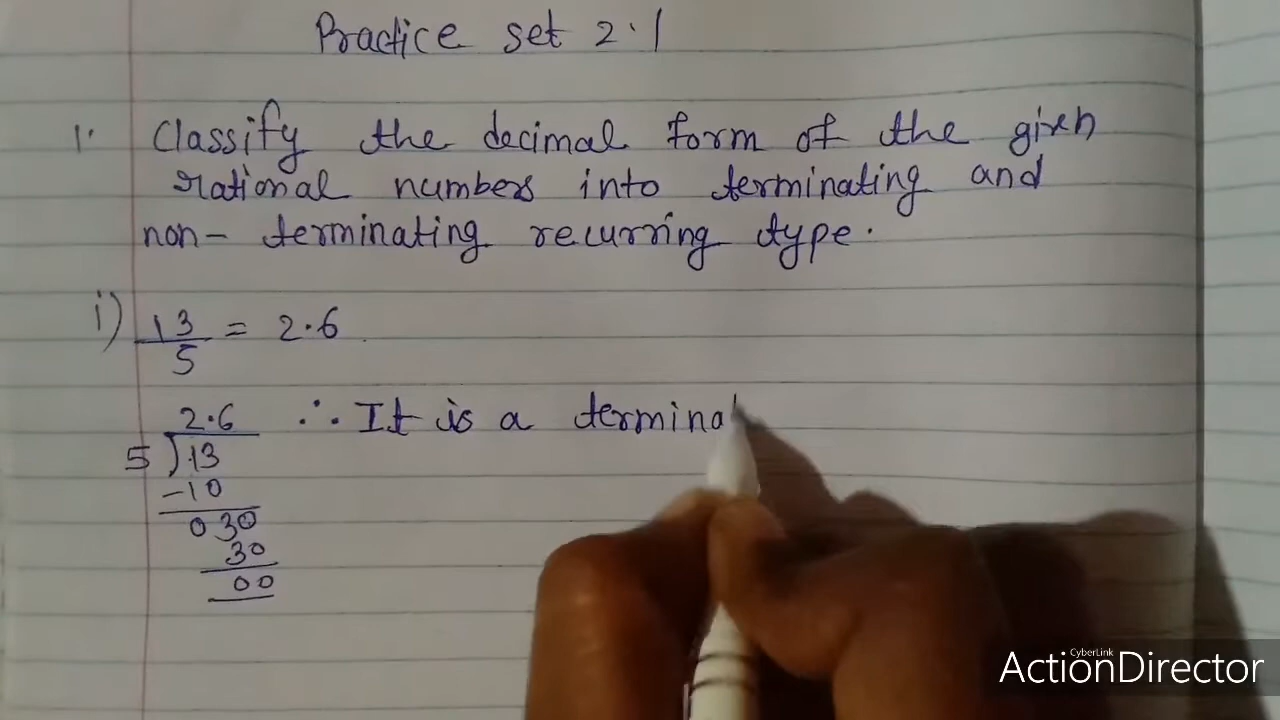 Practice set 2.1
1. Classify the decimal form of the given
rational numbers into terminating and
non- terminating recurring type.
i) 13/5 = 2.6
2.6 ∴ It is a terminat
5 ) 13
-10
030
30
00
CyberLink
ActionDirector